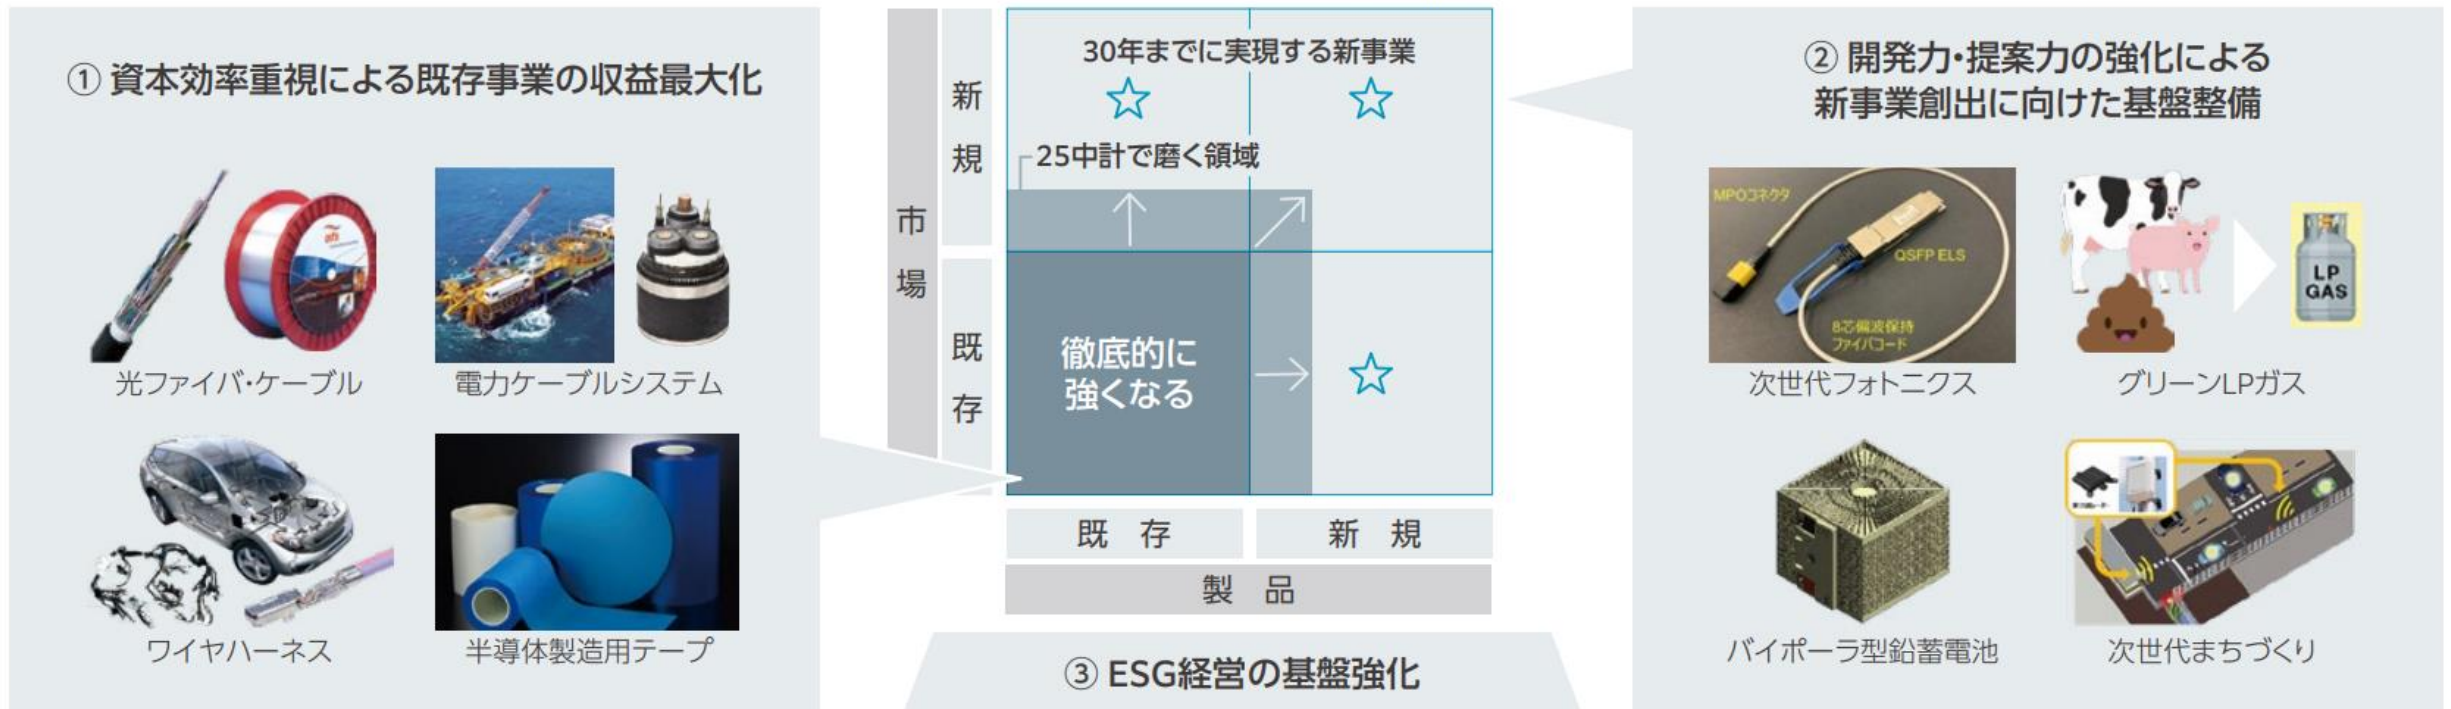 ① 資本効率重視による既存事業の収益最大化
光ファイバ・ケーブル
電力ケーブルシステム
ワイヤハーネス
半導体製造用テープ
市場
新規
既存
30年までに実現する新事業
25中計で磨く領域
徹底的に
強くなる
既存
新規
製品
③ ESG経営の基盤強化
② 開発力・提案力の強化による
新事業創出に向けた基盤整備
MPOコネクタ
QSFP ELS
8芯偏波保持
ファイバコード
次世代フォトニクス
LP
GAS
グリーンLPガス
バイポーラ型鉛蓄電池
次世代まちづくり